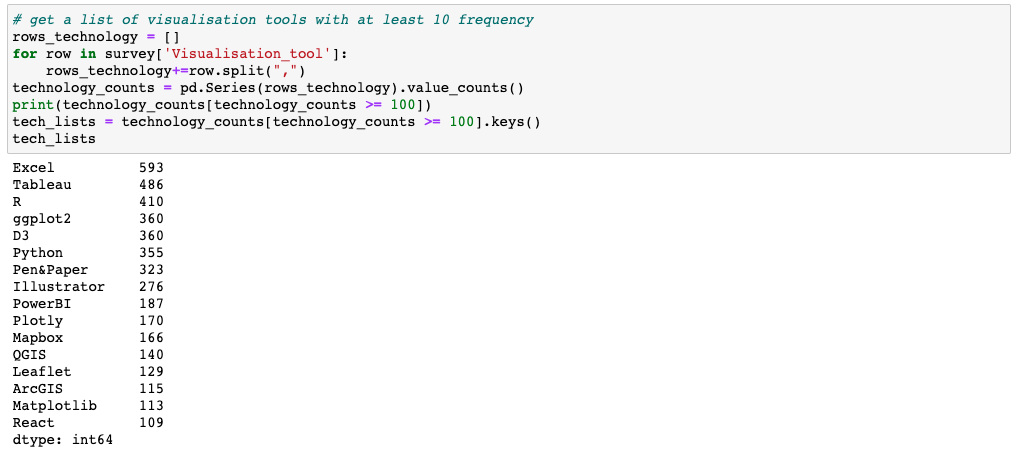 # get a list of visualisation tools with at least 10 frequency
rows_technology = []
for row in survey['Visualisation_tool']:
    rows_technology+=row.split(",")
technology_counts = pd.Series(rows_technology).value_counts()
print(technology_counts[technology_counts >= 100])
tech_lists = technology_counts[technology_counts >= 100].keys()
tech_lists
Excel          593
Tableau        486
R              410
ggplot2        360
D3             360
Python         355
Pen&Paper      323
Illustrator    276
PowerBI        187
Plotly         170
Mapbox         166
QGIS           140
Leaflet        129
ArcGIS         115
Matplotlib     113
React          109
dtype: int64